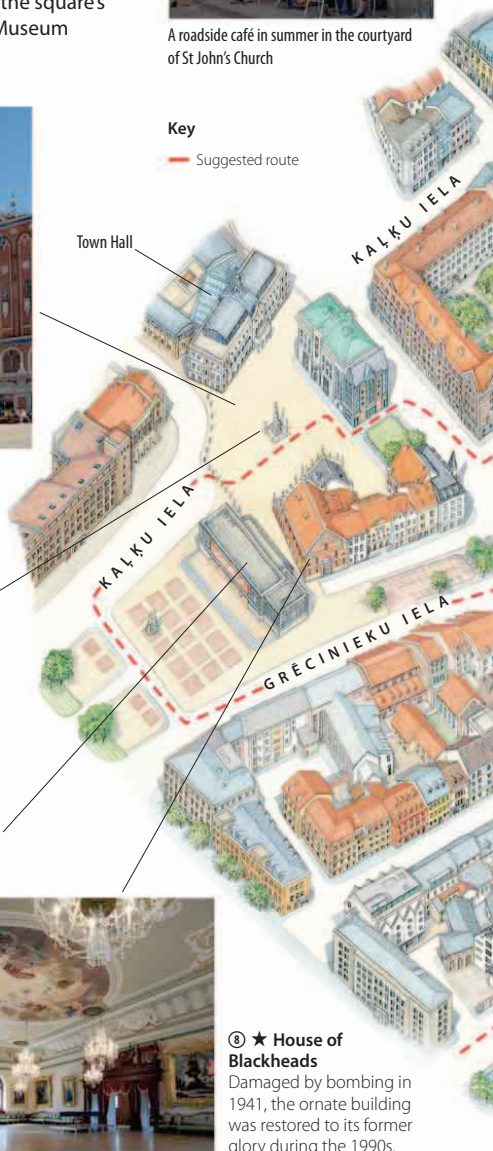 the square's
Museum
A roadside café in summer in the courtyard
of St John's Church
Key
Suggested route
KAĻĶU IELA
Town Hall
KAĻĶU IELA
GRĒCINIEKU IELA
⑧ ★ House of
Blackheads
Damaged by bombing in
1941, the ornate building
was restored to its former
glory during the 1990s.